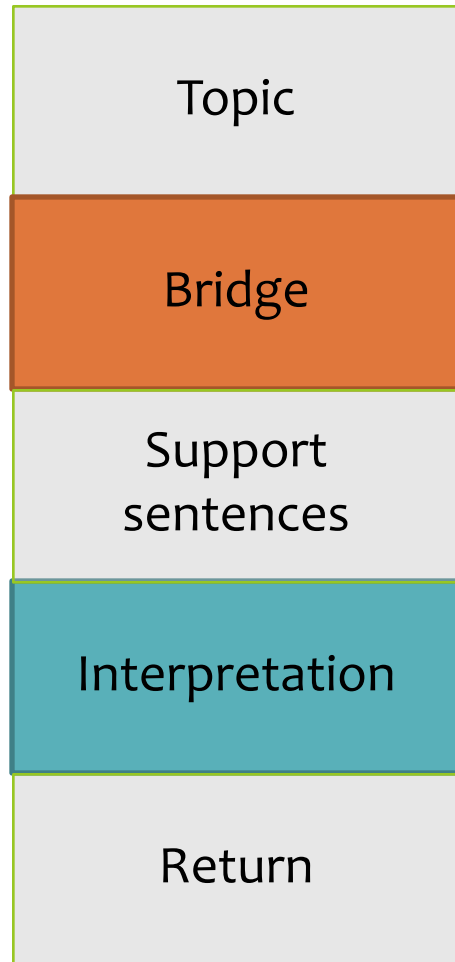 Topic
Bridge
Support
sentences
Interpretation
Return